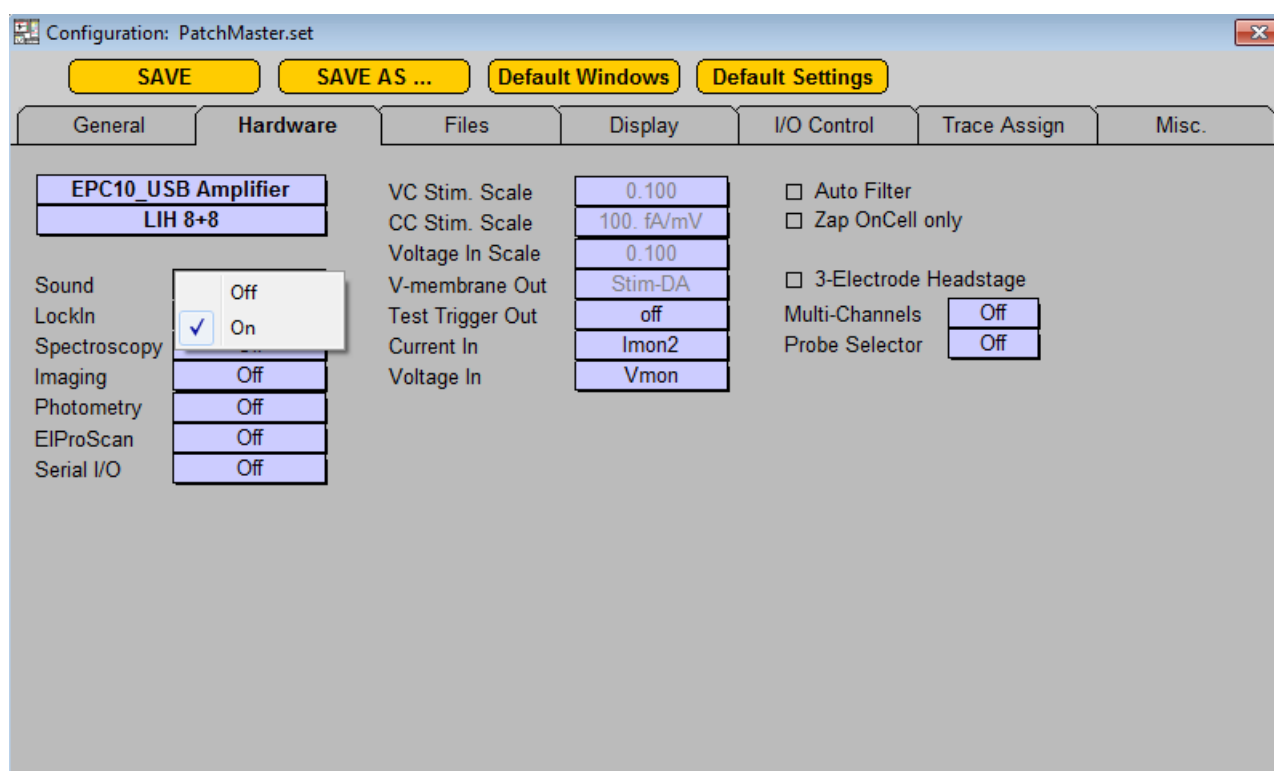 Configuration: PatchMaster.set
SAVE SAVE AS ... Default Windows Default Settings
General Hardware Files Display I/O Control Trace Assign Misc.
EPC10_USB Amplifier
LIH 8+8
Sound
LockIn
Spectroscopy
Imaging Off
Photometry Off
ElProScan Off
Serial I/O Off
Off
On
VC Stim. Scale 0.100
CC Stim. Scale 100. fA/mV
Voltage In Scale 0.100
V-membrane Out Stim-DA
Test Trigger Out off
Current In Imon2
Voltage In Vmon
Auto Filter
Zap OnCell only
3-Electrode Headstage
Multi-Channels Off
Probe Selector Off